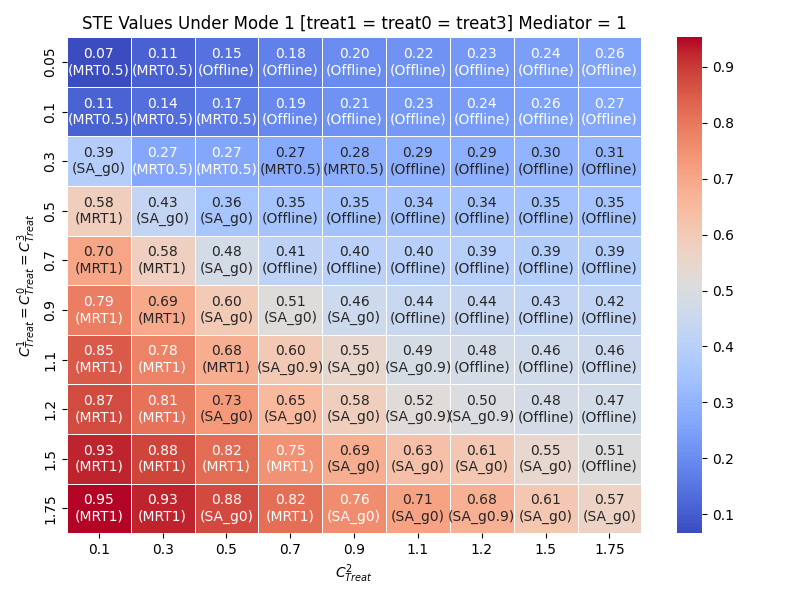 STE Values Under Mode 1 [treat1 = treat0 = treat3] Mediator = 1
0.05 0.07 0.11 0.15 0.18 0.20 0.22 0.23 0.24 0.26
(MRT0.5) (MRT0.5) (Offline) (Offline) (Offline) (Offline) (Offline) (Offline) (Offline)
0.1 0.11 0.14 0.17 0.19 0.21 0.23 0.24 0.26 0.27
(MRT0.5) (MRT0.5) (MRT0.5) (Offline) (Offline) (Offline) (Offline) (Offline) (Offline)
0.3 0.39 0.27 0.27 0.27 0.28 0.29 0.29 0.30 0.31
(SA_g0) (MRT0.5) (MRT0.5) (MRT0.5) (MRT0.5) (Offline) (Offline) (Offline) (Offline)
0.5 0.58 0.43 0.36 0.35 0.35 0.34 0.34 0.35 0.35
(MRT1) (SA_g0) (SA_g0) (Offline) (Offline) (Offline) (Offline) (Offline) (Offline)
0.7 0.70 0.58 0.48 0.41 0.40 0.40 0.39 0.39 0.39
(MRT1) (MRT1) (SA_g0) (Offline) (Offline) (Offline) (Offline) (Offline) (Offline)
0.9 0.79 0.69 0.60 0.51 0.46 0.44 0.44 0.43 0.42
(MRT1) (MRT1) (SA_g0) (SA_g0) (SA_g0) (Offline) (Offline) (Offline) (Offline)
1.1 0.85 0.78 0.68 0.60 0.55 0.49 0.48 0.46 0.46
(MRT1) (MRT1) (MRT1) (SA_g0.9) (SA_g0) (SA_g0.9) (Offline) (Offline) (Offline)
1.2 0.87 0.81 0.73 0.65 0.58 0.52 0.50 0.48 0.47
(MRT1) (MRT1) (SA_g0) (SA_g0) (SA_g0) (SA_g0.9) (SA_g0.9) (Offline) (Offline)
1.5 0.93 0.88 0.82 0.75 0.69 0.63 0.61 0.55 0.51
(MRT1) (MRT1) (MRT1) (MRT1) (SA_g0) (SA_g0) (SA_g0) (SA_g0) (Offline)
1.75 0.95 0.93 0.88 0.82 0.76 0.71 0.68 0.61 0.57
(MRT1) (MRT1) (SA_g0) (MRT1) (SA_g0) (SA_g0) (SA_g0.9) (SA_g0) (SA_g0)
0.1 0.3 0.5 0.7 0.9 1.1 1.2 1.5 1.75
C^2_Treat
C^1_Treat = C^0_Treat = C^3_Treat
0.9
0.8
0.7
0.6
0.5
0.4
0.3
0.2
0.1